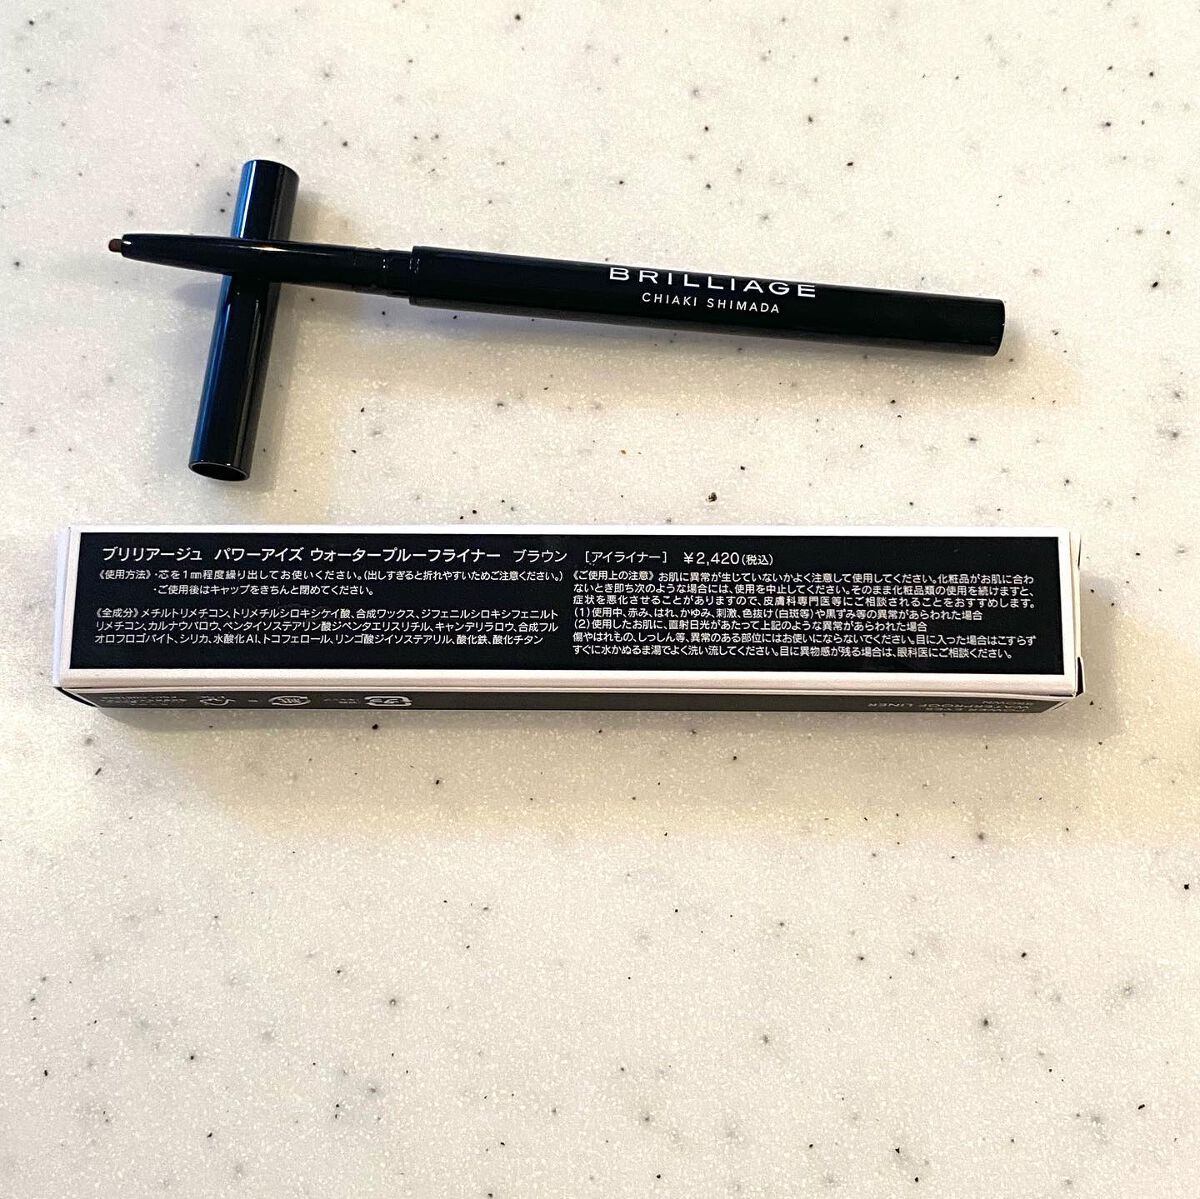 BRILLIAGE
CHIAKI SHIMADA
ブリリアージュ パワーアイズ ウォータープルーフライナー ブラウン [アイライナー] ¥2,420(税込)
《使用方法》・芯を1mm程度繰り出してお使いください。(出しすぎると折れやすいためご注意ください。)
・ご使用後はキャップをきちんと閉めてください。
《全成分》メチルトリメチコン、トリメチルシロキシケイ酸、合成ワックス、ジフェニルシロキシフェニルト
リメチコン、カルナウバロウ、ペンタイソステアリン酸ジペンタエリスリチル、キャンデリラロウ、合成フル
オロフロゴパイト、シリカ、水酸化Al、トコフェロール、リンゴ酸ジイソステアリル、酸化鉄、酸化チタン
《ご使用上の注意》お肌に異常が生じていないかよく注意して使用してください。化粧品がお肌に合わ
ないとき即ち次のような場合には、使用を中止してください。そのまま化粧品類の使用を続けますと、
症状を悪化させることがありますので、皮膚科専門医等にご相談されることをおすすめします。
(1)使用中、赤み、はれ、かゆみ、刺激、色抜け(白斑等)や黒ずみ等の異常があらわれた場合
(2)使用したお肌に、直射日光があたって上記のような異常があらわれた場合
傷やはれもの、しっしん等、異常のある部位にはお使いにならないでください。目に入った場合はこすらず
すぐに水かぬるま湯でよく洗い流してください。目に異物感が残る場合は、眼科医にご相談ください。
POWER EYES
WATERPROOF LINER
BROWN